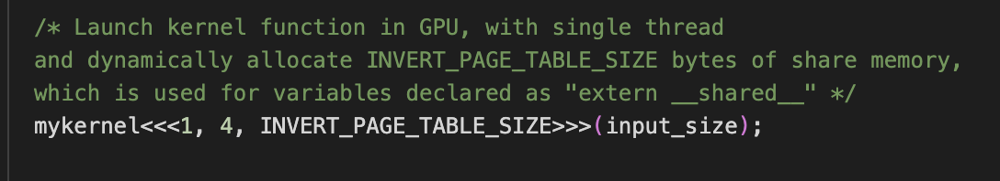 /* Launch kernel function in GPU, with single thread
and dynamically allocate INVERT_PAGE_TABLE_SIZE bytes of share memory,
which is used for variables declared as "extern __shared__" */
mykernel<<<1, 4, INVERT_PAGE_TABLE_SIZE>>>(input_size);